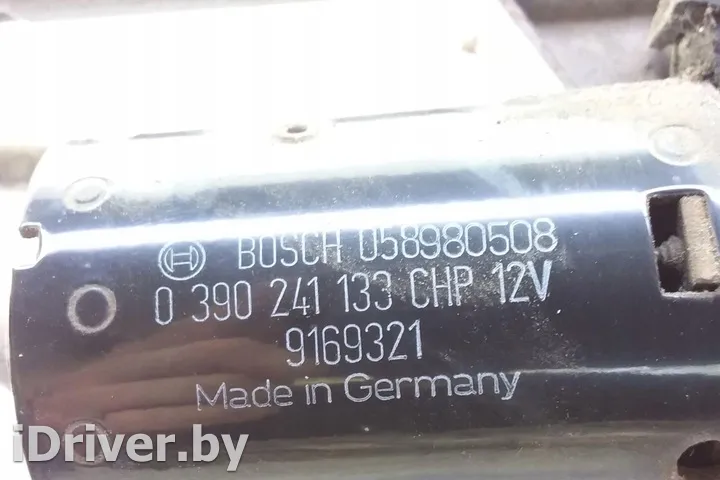 BOSCH 058980508
0 390 241 133 CHP 12V
9169321
Made in Germany
iDriver.by